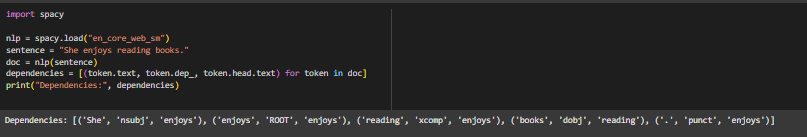 import spacy
nlp = spacy.load("en_core_web_sm")
sentence = "She enjoys reading books."
doc = nlp(sentence)
dependencies = [(token.text, token.dep_, token.head.text) for token in doc]
print("Dependencies:", dependencies)
Dependencies: [('She', 'nsubj', 'enjoys'), ('enjoys', 'ROOT', 'enjoys'), ('reading', 'xcomp', 'enjoys'), ('books', 'dobj', 'reading'), ('.', 'punct', 'enjoys')]